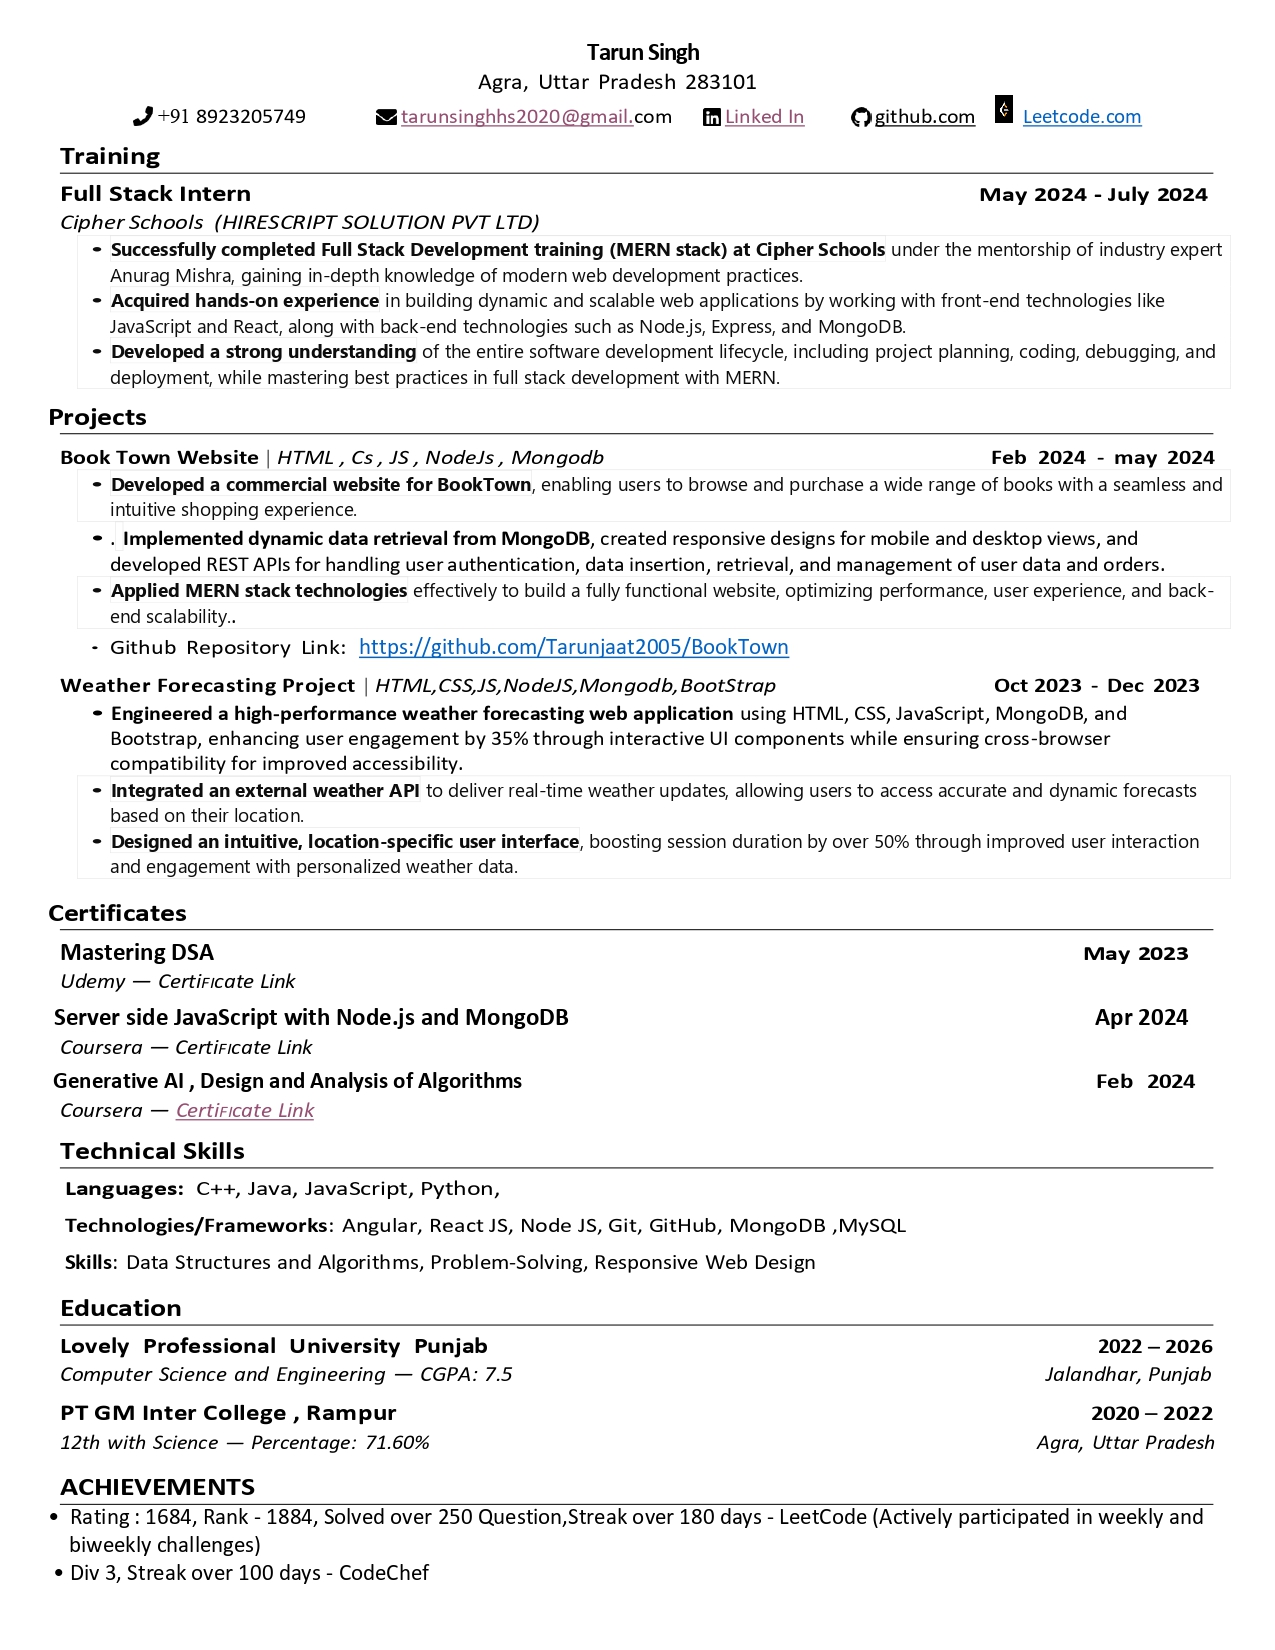 Tarun Singh
Agra, Uttar Pradesh 283101
+91 8923205749 tarunsinghhs2020@gmail.com Linked In github.com Leetcode.com
Training
Full Stack Intern May 2024 - July 2024
Cipher Schools (HIRESCRIPT SOLUTION PVT LTD)
• Successfully completed Full Stack Development training (MERN stack) at Cipher Schools under the mentorship of industry expert
Anurag Mishra, gaining in-depth knowledge of modern web development practices.
• Acquired hands-on experience in building dynamic and scalable web applications by working with front-end technologies like
JavaScript and React, along with back-end technologies such as Node.js, Express, and MongoDB.
• Developed a strong understanding of the entire software development lifecycle, including project planning, coding, debugging, and
deployment, while mastering best practices in full stack development with MERN.
Projects
Book Town Website | HTML , Cs , JS , NodeJs , Mongodb Feb 2024 - may 2024
• Developed a commercial website for BookTown, enabling users to browse and purchase a wide range of books with a seamless and
intuitive shopping experience.
• . Implemented dynamic data retrieval from MongoDB, created responsive designs for mobile and desktop views, and
developed REST APIs for handling user authentication, data insertion, retrieval, and management of user data and orders.
• Applied MERN stack technologies effectively to build a fully functional website, optimizing performance, user experience, and back-
end scalability..
- Github Repository Link: https://github.com/Tarunjaat2005/BookTown
Weather Forecasting Project | HTML,CSS,JS,NodeJS,Mongodb,BootStrap Oct 2023 - Dec 2023
• Engineered a high-performance weather forecasting web application using HTML, CSS, JavaScript, MongoDB, and
Bootstrap, enhancing user engagement by 35% through interactive UI components while ensuring cross-browser
compatibility for improved accessibility.
• Integrated an external weather API to deliver real-time weather updates, allowing users to access accurate and dynamic forecasts
based on their location.
• Designed an intuitive, location-specific user interface, boosting session duration by over 50% through improved user interaction
and engagement with personalized weather data.
Certificates
Mastering DSA May 2023
Udemy — Certificate Link
Server side JavaScript with Node.js and MongoDB Apr 2024
Coursera — Certificate Link
Generative AI , Design and Analysis of Algorithms Feb 2024
Coursera — Certificate Link
Technical Skills
Languages: C++, Java, JavaScript, Python,
Technologies/Frameworks: Angular, React JS, Node JS, Git, GitHub, MongoDB ,MySQL
Skills: Data Structures and Algorithms, Problem-Solving, Responsive Web Design
Education
Lovely Professional University Punjab 2022 – 2026
Computer Science and Engineering — CGPA: 7.5 Jalandhar, Punjab
PT GM Inter College , Rampur 2020 – 2022
12th with Science — Percentage: 71.60% Agra, Uttar Pradesh
ACHIEVEMENTS
• Rating : 1684, Rank - 1884, Solved over 250 Question,Streak over 180 days - LeetCode (Actively participated in weekly and
biweekly challenges)
• Div 3, Streak over 100 days - CodeChef